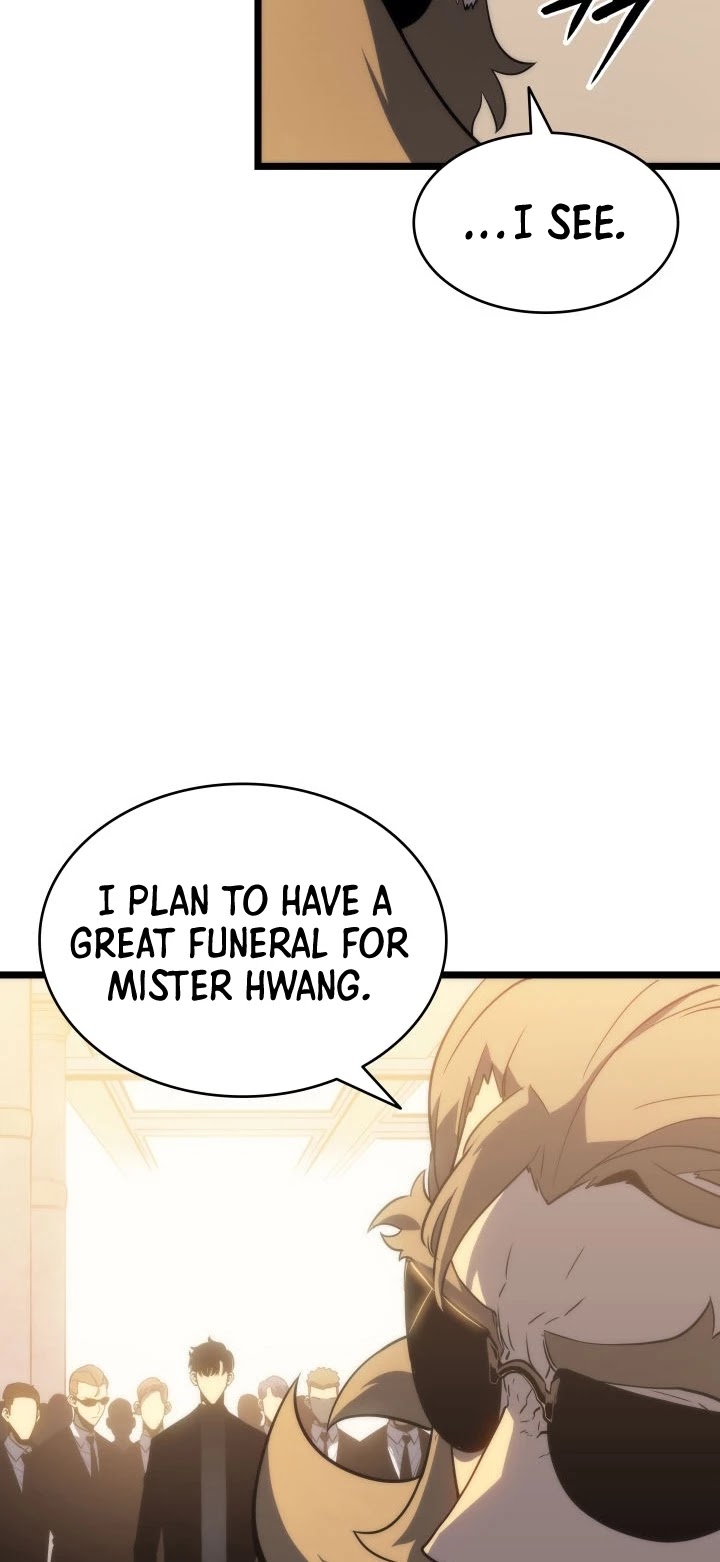 ...I SEE.
I PLAN TO HAVE A
GREAT FUNERAL FOR
MISTER HWANG.